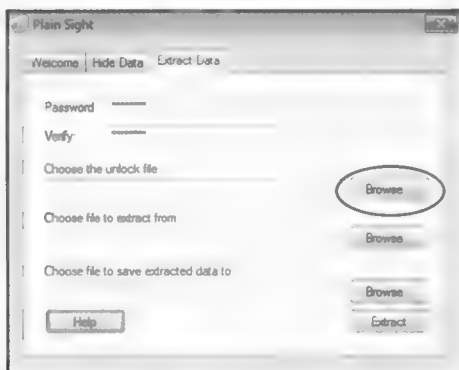 Plain Sight
Welcome Hide Data Extract Data
Password
Verify:
Choose the unlock file
Browse
Choose file to extract from
Browse
Choose file to save extracted data to
Browse
Help Extract